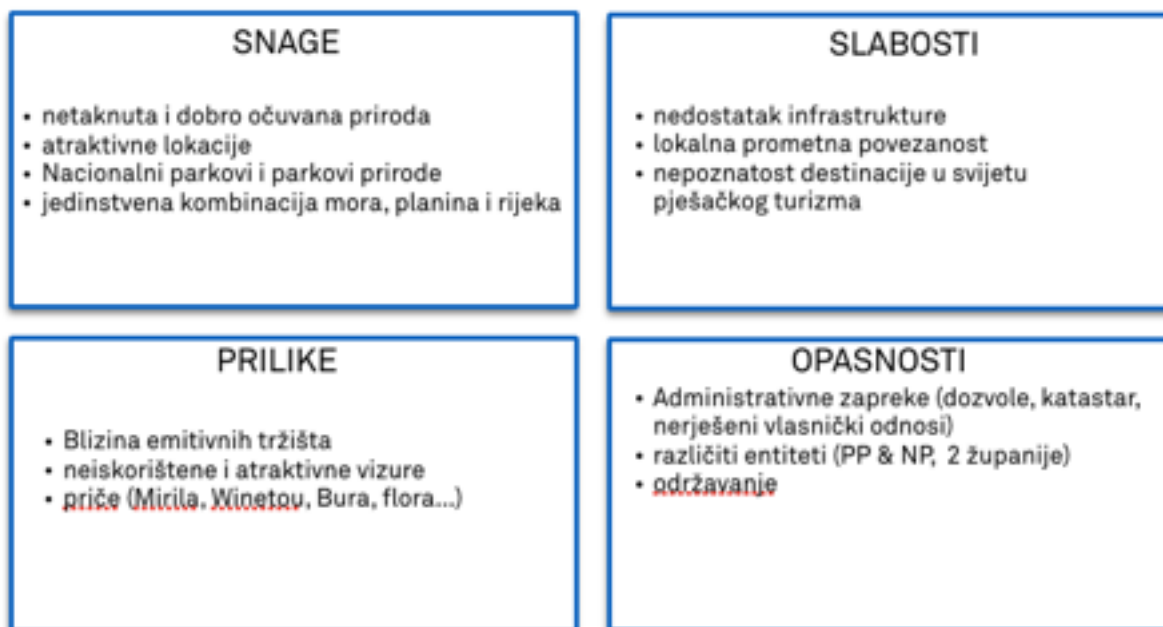 SNAGE
• netaknuta i dobro očuvana priroda
• atraktivne lokacije
• Nacionalni parkovi i parkovi prirode
• jedinstvena kombinacija mora, planina i rijeka
SLABOSTI
• nedostatak infrastrukture
• lokalna prometna povezanost
• nepoznatost destinacije u svijetu
pješačkog turizma
PRILIKE
• Blizina emitivnih tržišta
• neiskorištene i atraktivne vizure
• priče (Mirila, Winetou, Bura, flora...)
OPASNOSTI
• Administrativne zapreke (dozvole, katastar,
nerješeni vlasnički odnosi)
• različiti entiteti (PP & NP, 2 županije)
• održavanje